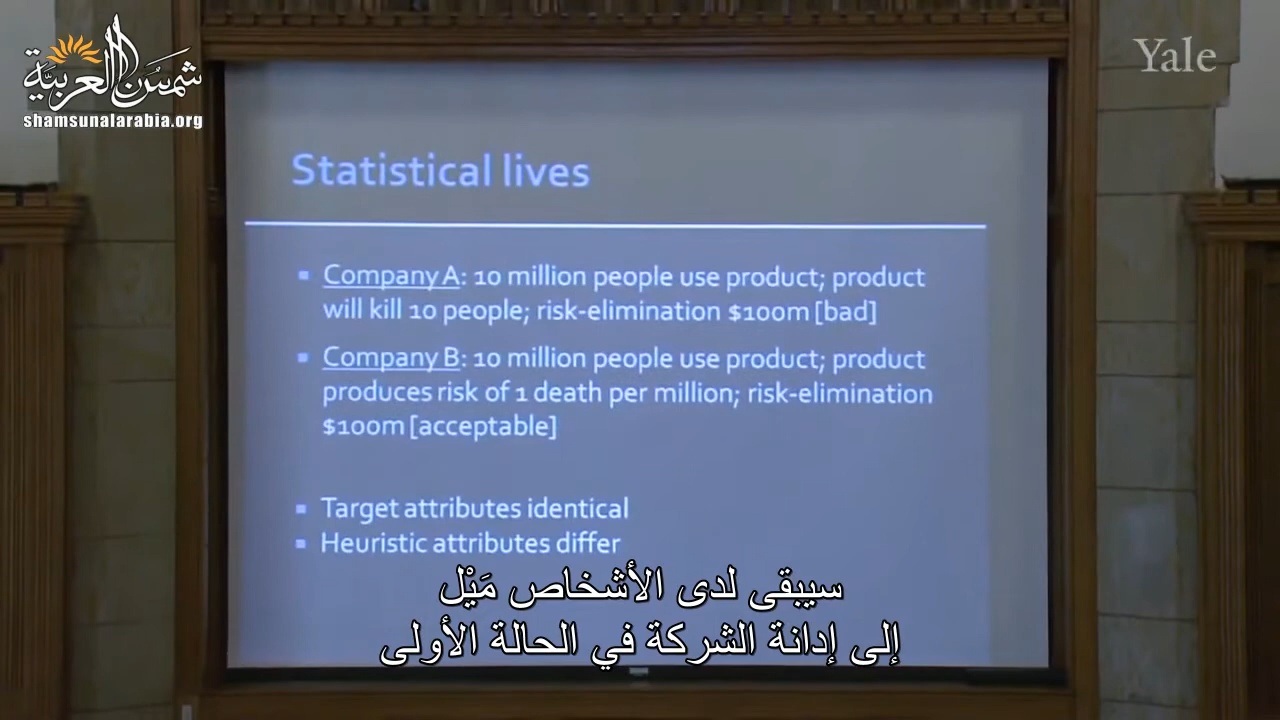 شمس العربية
shamsunalarabia.org
Yale
Statistical lives
Company A: 10 million people use product; product
will kill 10 people; risk-elimination $100m [bad]
Company B: 10 million people use product; product
produces risk of 1 death per million; risk-elimination
$100m [acceptable]
Target attributes identical
Heuristic attributes differ
سيبقى لدى الأشخاص مَيْل
إلى إدانة الشركة في الحالة الأولى